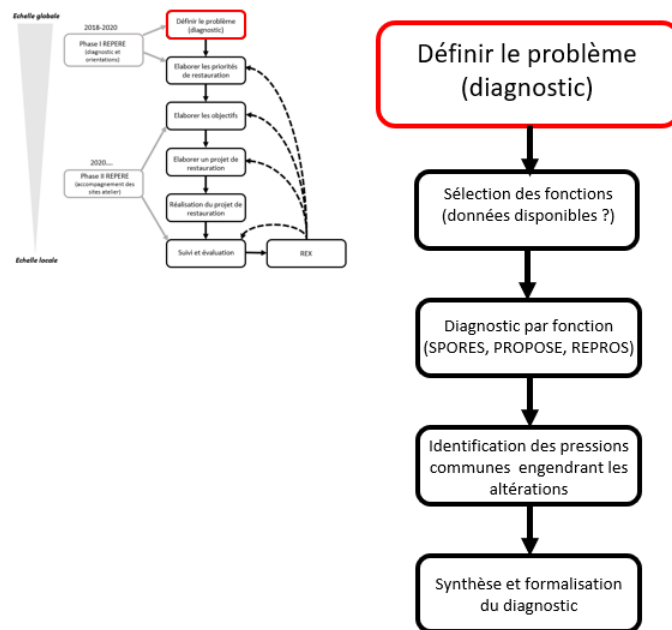 Echelle globale
2018-2020
Phase I REPERE
(diagnostic et
orientations)
Définir le problème
(diagnostic)
Elaborer les priorités
de restauration
Elaborer les objectifs
2020....
Phase II REPERE
(accompagnement des
sites atelier)
Elaborer un projet de
restauration
Réalisation du projet de
restauration
Suivi et évaluation
REX
Echelle locale
Définir le problème
(diagnostic)
Sélection des fonctions
(données disponibles ?)
Diagnostic par fonction
(SPORES, PROPOSE, REPROS)
Identification des pressions
communes engendrant les
altérations
Synthèse et formalisation
du diagnostic